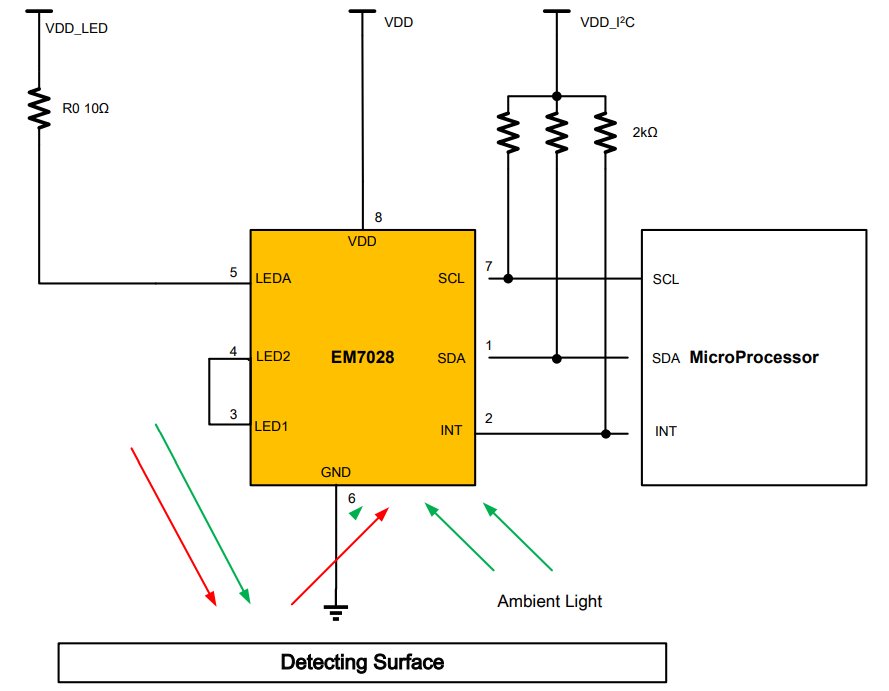 VDD_LED
VDD
VDD_I²C
R0 10Ω
2kΩ
8
VDD
5
LEDA
SCL
7
SCL
4
LED2
EM7028
SDA
1
SDA
MicroProcessor
3
LED1
INT
2
INT
GND
6
Ambient Light
Detecting Surface